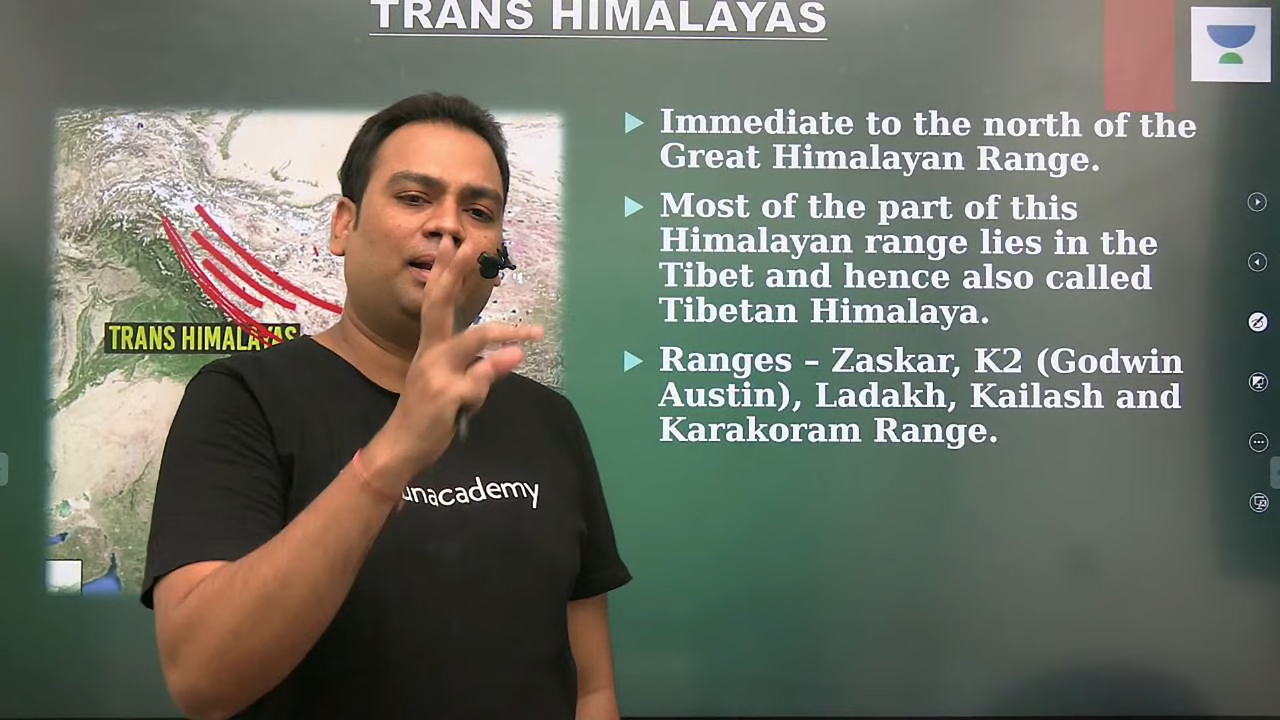 TRANS HIMALAYAS
Immediate to the north of the
Great Himalayan Range.
Most of the part of this
Himalayan range lies in the
Tibet and hence also called
Tibetan Himalaya.
Ranges – Zaskar, K2 (Godwin
Austin), Ladakh, Kailash and
Karakoram Range.
TRANS HIMALAYAS
unacademy